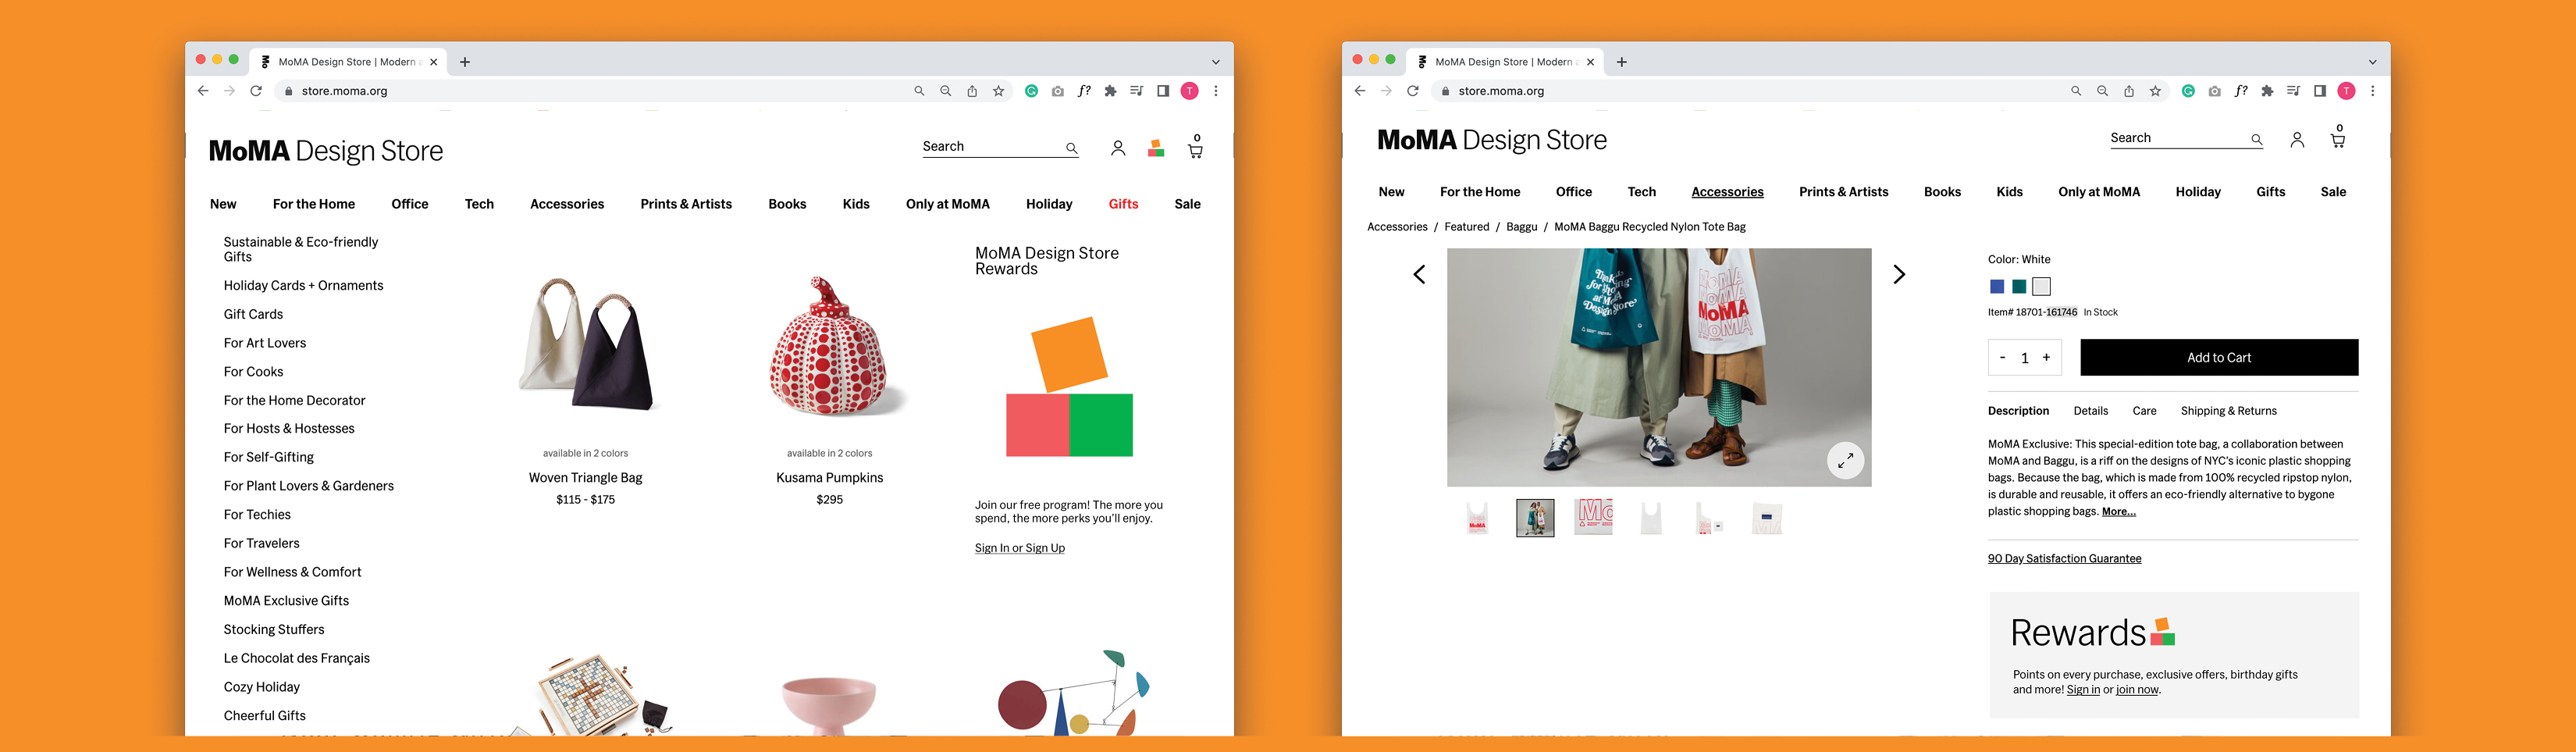 MoMA Design Store | Modern
store.moma.org
T
MoMA Design Store
Search
0
New For the Home Office Tech Accessories Prints & Artists Books Kids Only at MoMA Holiday Gifts Sale
Sustainable & Eco-friendly
Gifts
Holiday Cards + Ornaments
Gift Cards
For Art Lovers
For Cooks
For the Home Decorator
For Hosts & Hostesses
For Self-Gifting
For Plant Lovers & Gardeners
For Techies
For Travelers
For Wellness & Comfort
MoMA Exclusive Gifts
Stocking Stuffers
Le Chocolat des Français
Cozy Holiday
Cheerful Gifts
available in 2 colors
Woven Triangle Bag
$115 - $175
available in 2 colors
Kusama Pumpkins
$295
MoMA Design Store
Rewards
Join our free program! The more you
spend, the more perks you'll enjoy.
Sign In or Sign Up
MoMA Design Store | Modern
store.moma.org
T
MoMA Design Store
Search
0
New For the Home Office Tech Accessories Prints & Artists Books Kids Only at MoMA Holiday Gifts Sale
Accessories / Featured / Baggu / MoMA Baggu Recycled Nylon Tote Bag
Thank
for
at MoMA
Design Store
MoMA
MoMA
MoMA
MoMA
Color: White
Item# 18701-161746 In Stock
- 1 +
Add to Cart
Description Details Care Shipping & Returns
MoMA Exclusive: This special-edition tote bag, a collaboration between
MoMA and Baggu, is a riff on the designs of NYC's iconic plastic shopping
bags. Because the bag, which is made from 100% recycled ripstop nylon,
is durable and reusable, it offers an eco-friendly alternative to bygone
plastic shopping bags. More...
90 Day Satisfaction Guarantee
Rewards
Points on every purchase, exclusive offers, birthday gifts
and more! Sign in or join now.